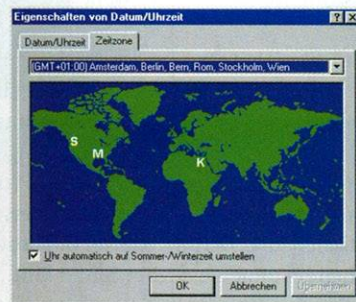 Eigenschaften von Datum/Uhrzeit
Datum/Uhrzeit Zeitzone
(GMT+01:00) Amsterdam, Berlin, Bern, Rom, Stockholm, Wien
S
M
K
Uhr automatisch auf Sommer-/Winterzeit umstellen
OK Abbrechen Übernehmen